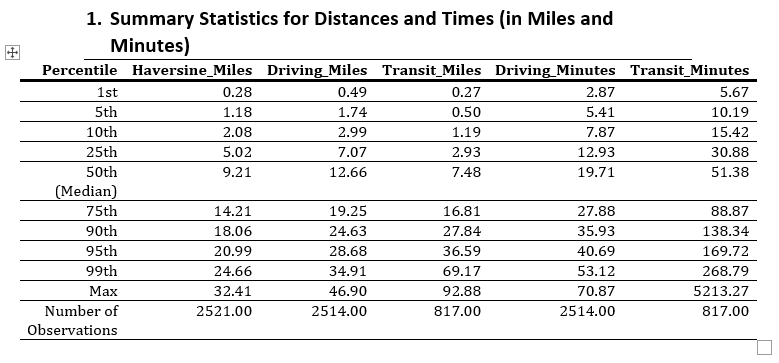 1. Summary Statistics for Distances and Times (in Miles and
Minutes)
Percentile Haversine_Miles Driving_Miles Transit_Miles Driving_Minutes Transit_Minutes
1st 0.28 0.49 0.27 2.87 5.67
5th 1.18 1.74 0.50 5.41 10.19
10th 2.08 2.99 1.19 7.87 15.42
25th 5.02 7.07 2.93 12.93 30.88
50th 9.21 12.66 7.48 19.71 51.38
(Median)
75th 14.21 19.25 16.81 27.88 88.87
90th 18.06 24.63 27.84 35.93 138.34
95th 20.99 28.68 36.59 40.69 169.72
99th 24.66 34.91 69.17 53.12 268.79
Max 32.41 46.90 92.88 70.87 5213.27
Number of 2521.00 2514.00 817.00 2514.00 817.00
Observations